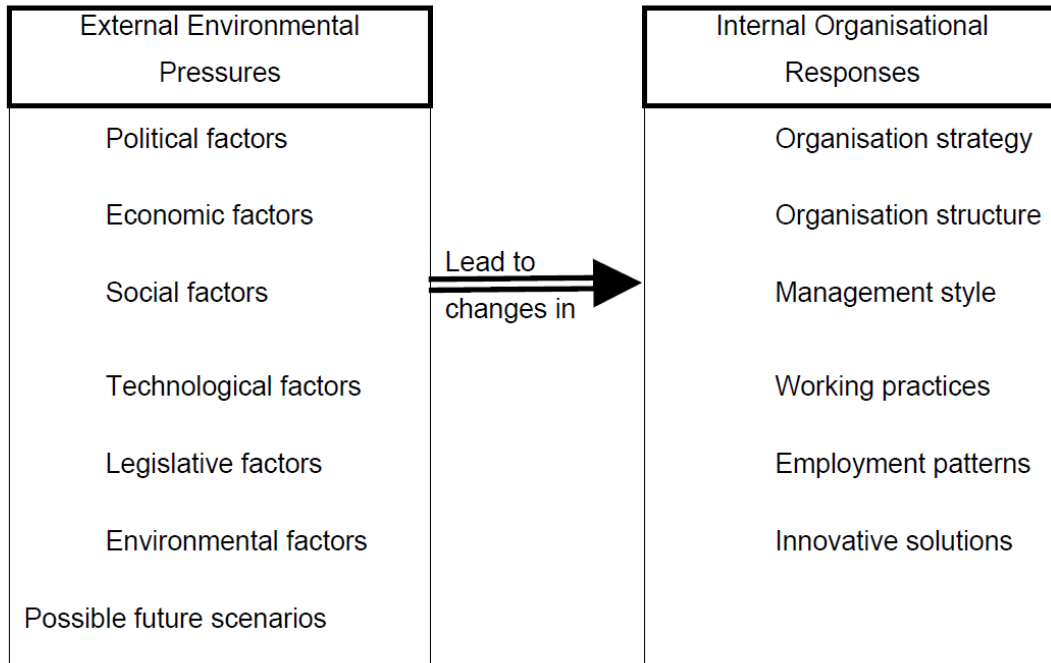 External Environmental
Pressures
Political factors
Economic factors
Social factors
Technological factors
Legislative factors
Environmental factors
Possible future scenarios
Lead to
changes in
Internal Organisational
Responses
Organisation strategy
Organisation structure
Management style
Working practices
Employment patterns
Innovative solutions